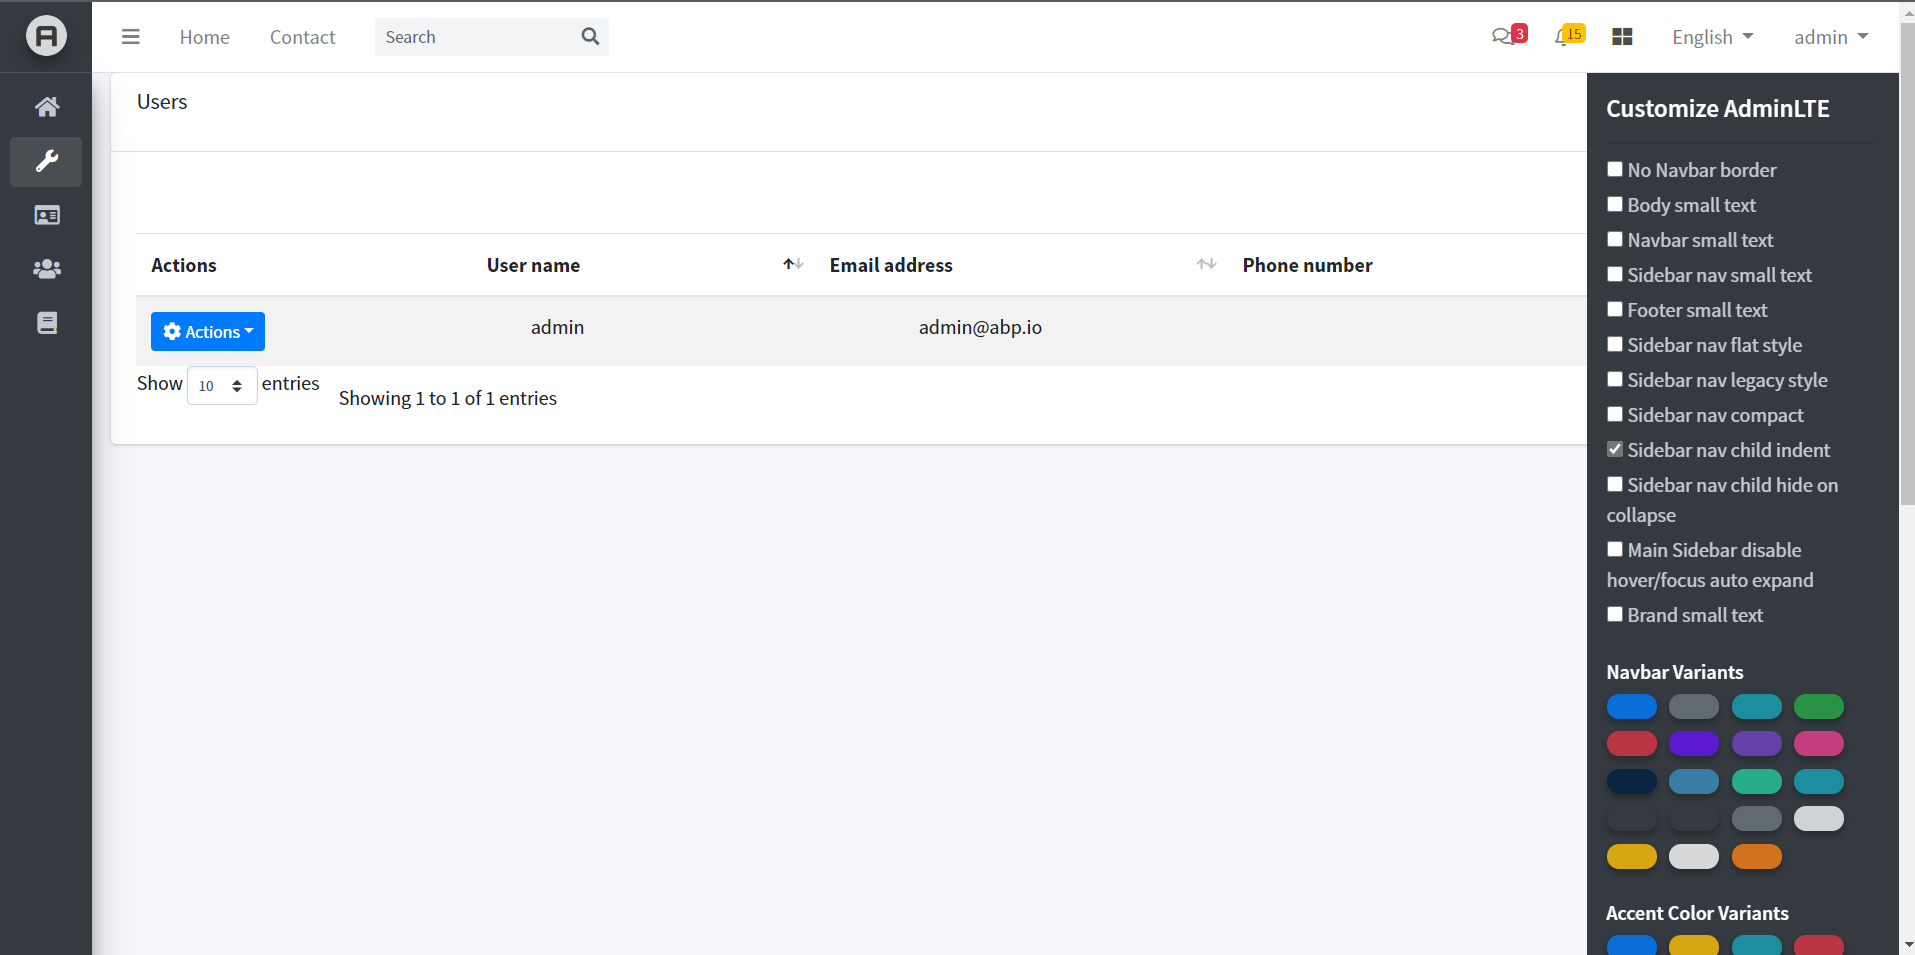 A
Home
Contact
Search
3
15
English
admin
Users
Actions
User name
Email address
Phone number
Actions
admin
admin@abp.io
Show 10 entries
Showing 1 to 1 of 1 entries
Customize AdminLTE
No Navbar border
Body small text
Navbar small text
Sidebar nav small text
Footer small text
Sidebar nav flat style
Sidebar nav legacy style
Sidebar nav compact
Sidebar nav child indent
Sidebar nav child hide on
collapse
Main Sidebar disable
hover/focus auto expand
Brand small text
Navbar Variants
Accent Color Variants